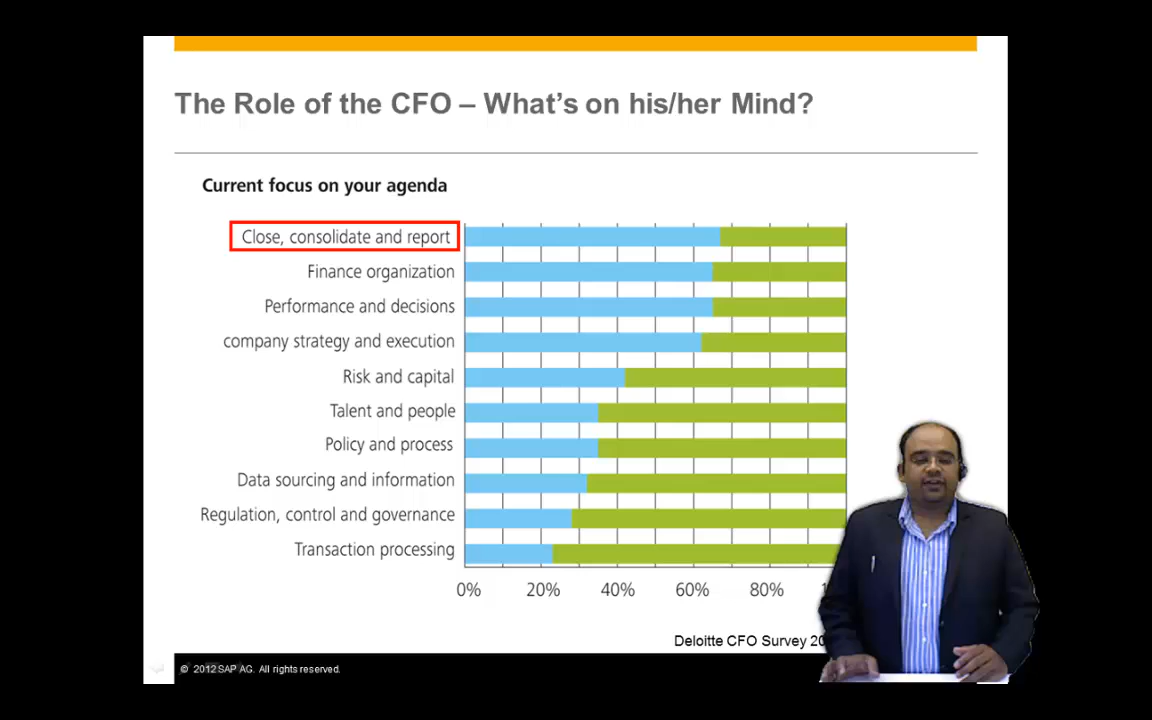 The Role of the CFO – What's on his/her Mind?
Current focus on your agenda
Close, consolidate and report
Finance organization
Performance and decisions
company strategy and execution
Risk and capital
Talent and people
Policy and process
Data sourcing and information
Regulation, control and governance
Transaction processing
0% 20% 40% 60% 80%
Deloitte CFO Survey
© 2012 SAP AG. All rights reserved.